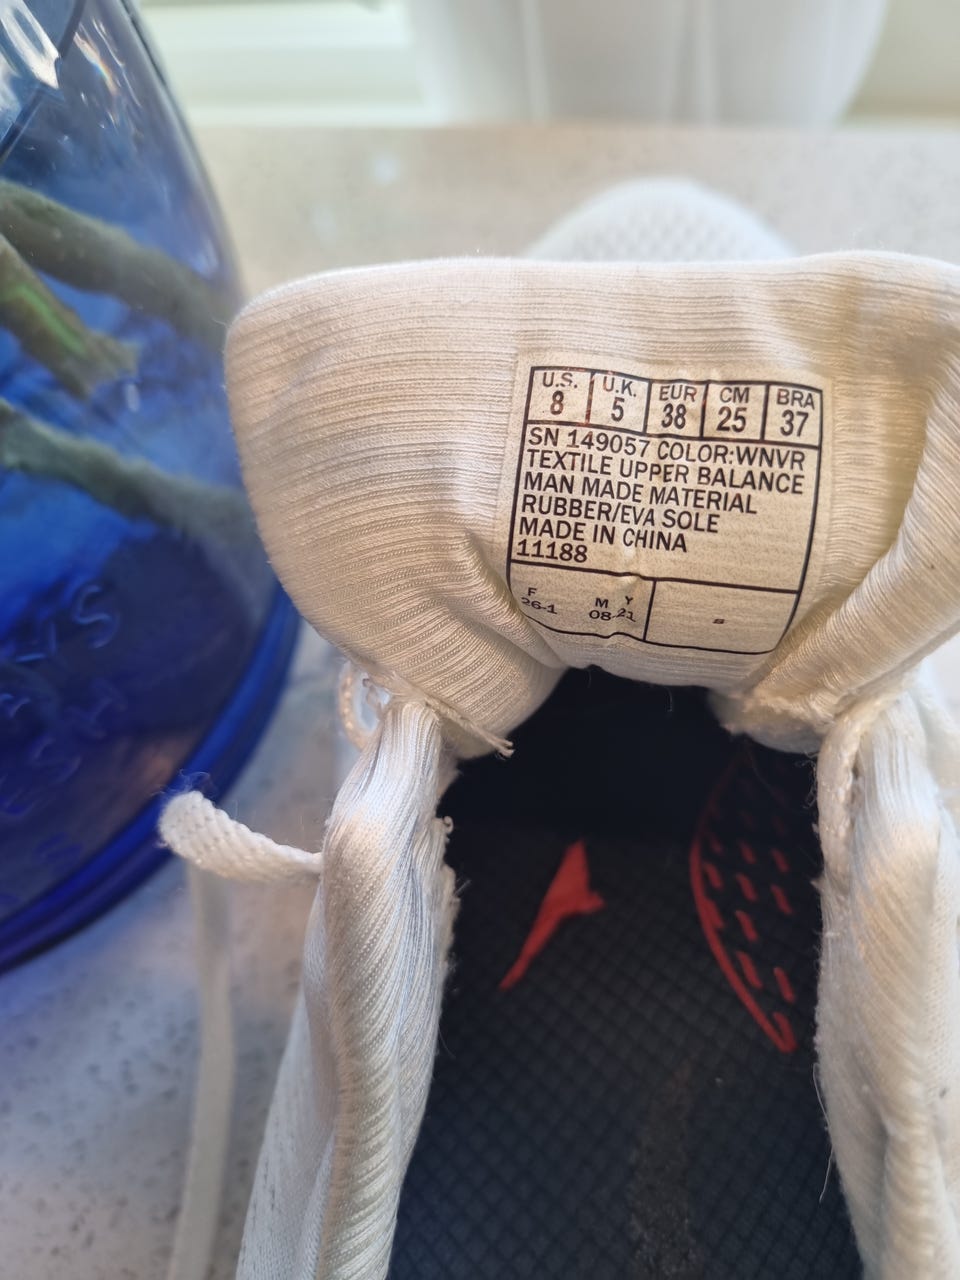 U.S. U.K. EUR CM BRA
8 5 38 25 37
SN 149057 COLOR:WNVR
TEXTILE UPPER BALANCE
MAN MADE MATERIAL
RUBBER/EVA SOLE
MADE IN CHINA
11188
F M Y
26-1 08 21